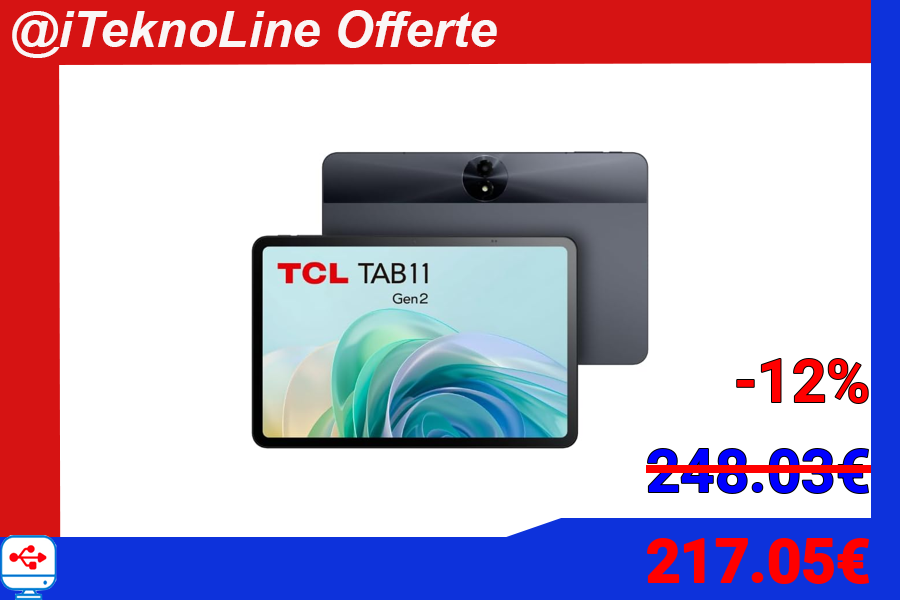 @iTeknoLine Offerte
TCL TAB11
Gen2
-12%
248.03€
217.05€